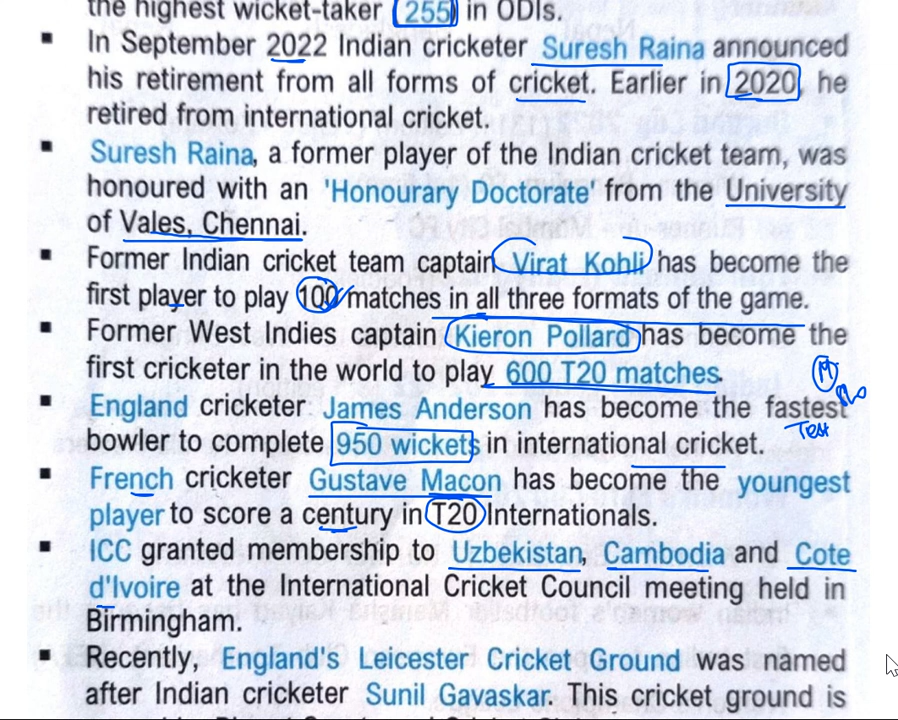 the highest wicket-taker (255) in ODIs.
▪ In September 2022 Indian cricketer Suresh Raina announced
his retirement from all forms of cricket. Earlier in 2020, he
retired from international cricket.
▪ Suresh Raina, a former player of the Indian cricket team, was
honoured with an 'Honourary Doctorate' from the University
of Vales, Chennai.
▪ Former Indian cricket team captain Virat Kohli has become the
first player to play 100 matches in all three formats of the game.
▪ Former West Indies captain Kieron Pollard has become the
first cricketer in the world to play 600 T20 matches.
▪ England cricketer James Anderson has become the fastest
Test
bowler to complete 950 wickets in international cricket.
▪ French cricketer Gustave Macon has become the youngest
player to score a century in T20 Internationals.
▪ ICC granted membership to Uzbekistan, Cambodia and Cote
d'Ivoire at the International Cricket Council meeting held in
Birmingham.
▪ Recently, England's Leicester Cricket Ground was named
after Indian cricketer Sunil Gavaskar. This cricket ground is